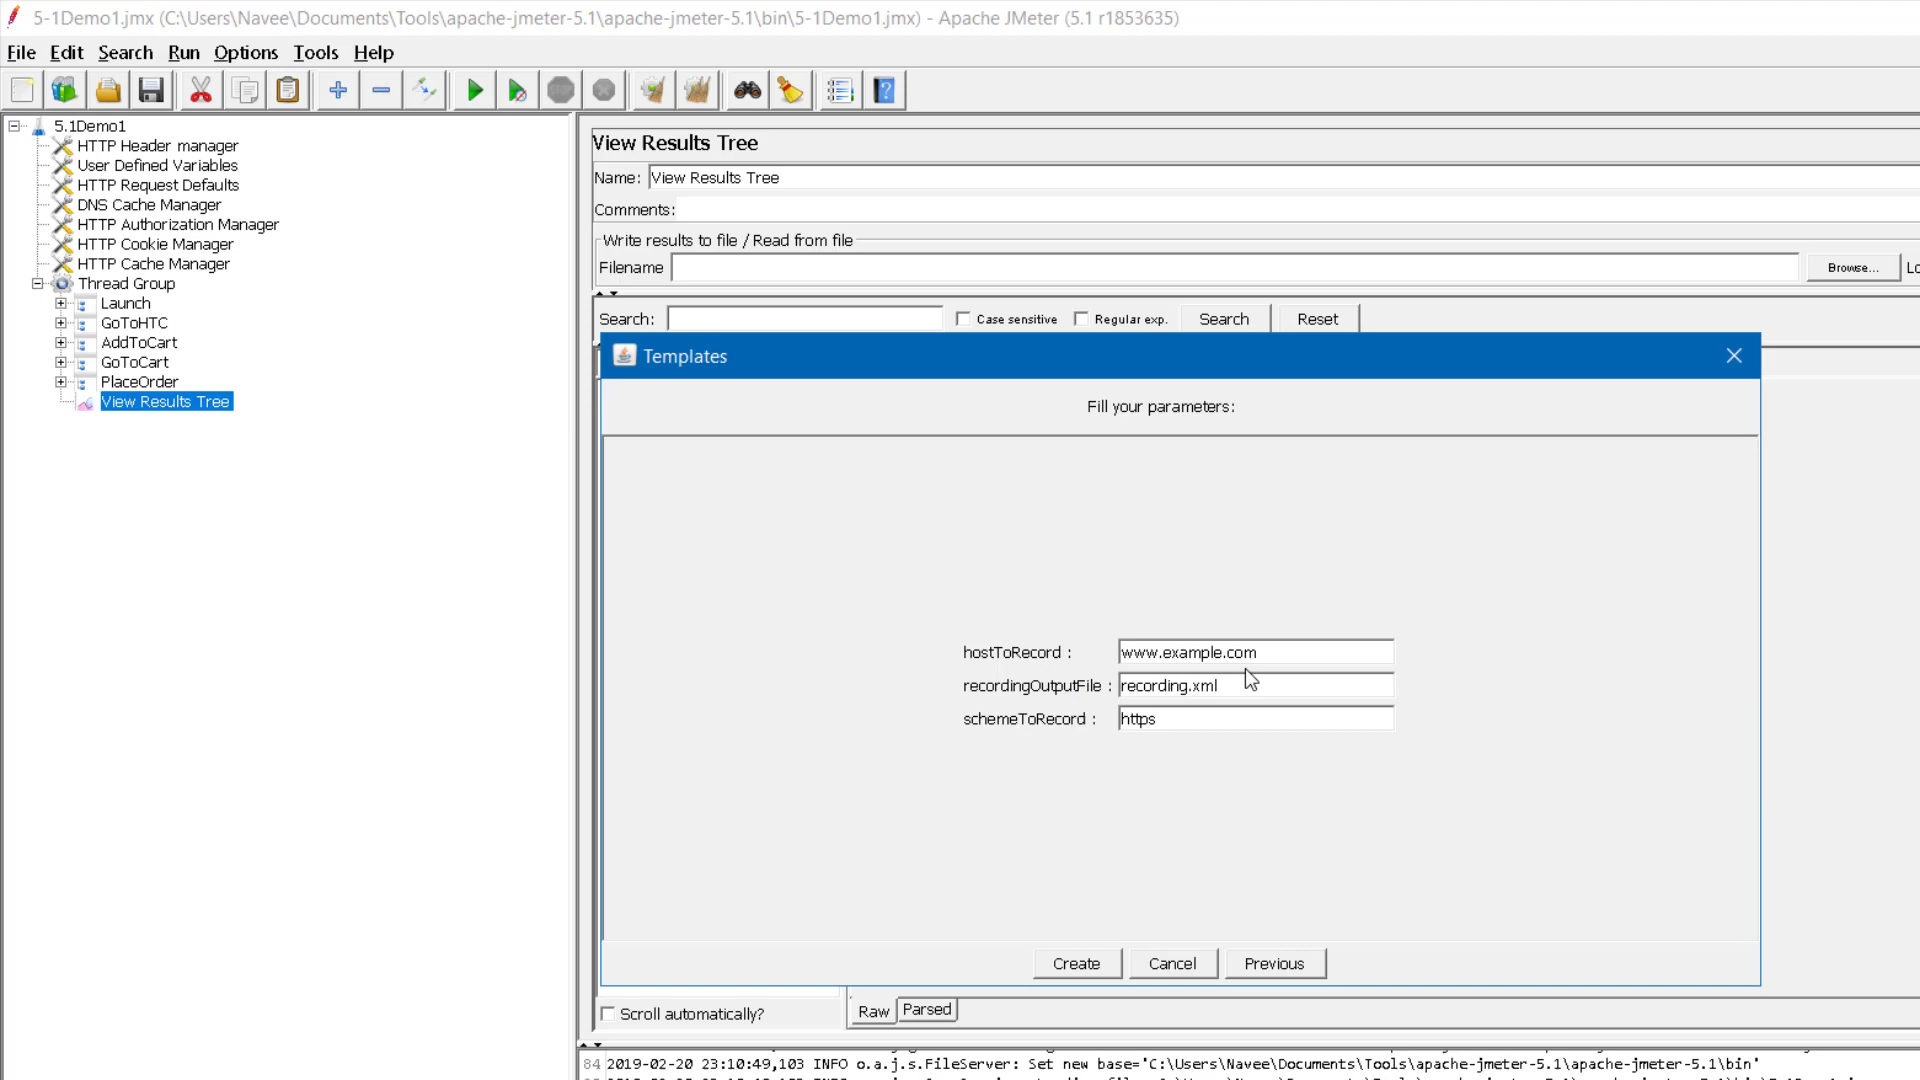 5-1Demo1.jmx (C:\Users\Navee\Documents\Tools\apache-jmeter-5.1\apache-jmeter-5.1\bin\5-1Demo1.jmx) - Apache JMeter (5.1 r1853635)
File Edit Search Run Options Tools Help
5.1Demo1
HTTP Header manager
User Defined Variables
HTTP Request Defaults
DNS Cache Manager
HTTP Authorization Manager
HTTP Cookie Manager
HTTP Cache Manager
Thread Group
Launch
GoToHTC
AddToCart
GoToCart
PlaceOrder
View Results Tree
View Results Tree
Name: View Results Tree
Comments:
Write results to file / Read from file
Filename Browse... Lo
Search: Case sensitive Regular exp. Search Reset
Templates
Fill your parameters:
hostToRecord : www.example.com
recordingOutputFile : recording.xml
schemeToRecord : https
Create Cancel Previous
Scroll automatically?
Raw Parsed
84 2019-02-20 23:10:49,103 INFO o.a.j.s.FileServer: Set new base='C:\Users\Navee\Documents\Tools\apache-jmeter-5.1\apache-jmeter-5.1\bin'